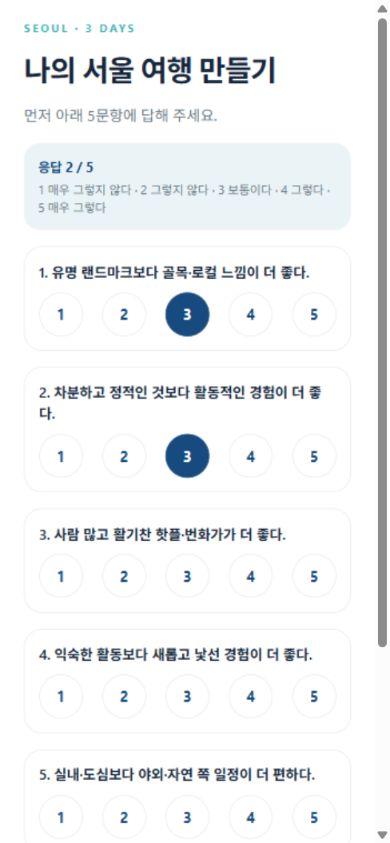 SEOUL · 3 DAYS
나의 서울 여행 만들기
먼저 아래 5문항에 답해 주세요.
응답 2 / 5
1 매우 그렇지 않다 · 2 그렇지 않다 · 3 보통이다 · 4 그렇다 ·
5 매우 그렇다
1. 유명 랜드마크보다 골목·로컬 느낌이 더 좋다.
1 2 3 4 5
2. 차분하고 정적인 것보다 활동적인 경험이 더 좋
다.
1 2 3 4 5
3. 사람 많고 활기찬 핫플·번화가가 더 좋다.
1 2 3 4 5
4. 익숙한 활동보다 새롭고 낯선 경험이 더 좋다.
1 2 3 4 5
5. 실내·도심보다 야외·자연 쪽 일정이 더 편하다.
1 2 3 4 5